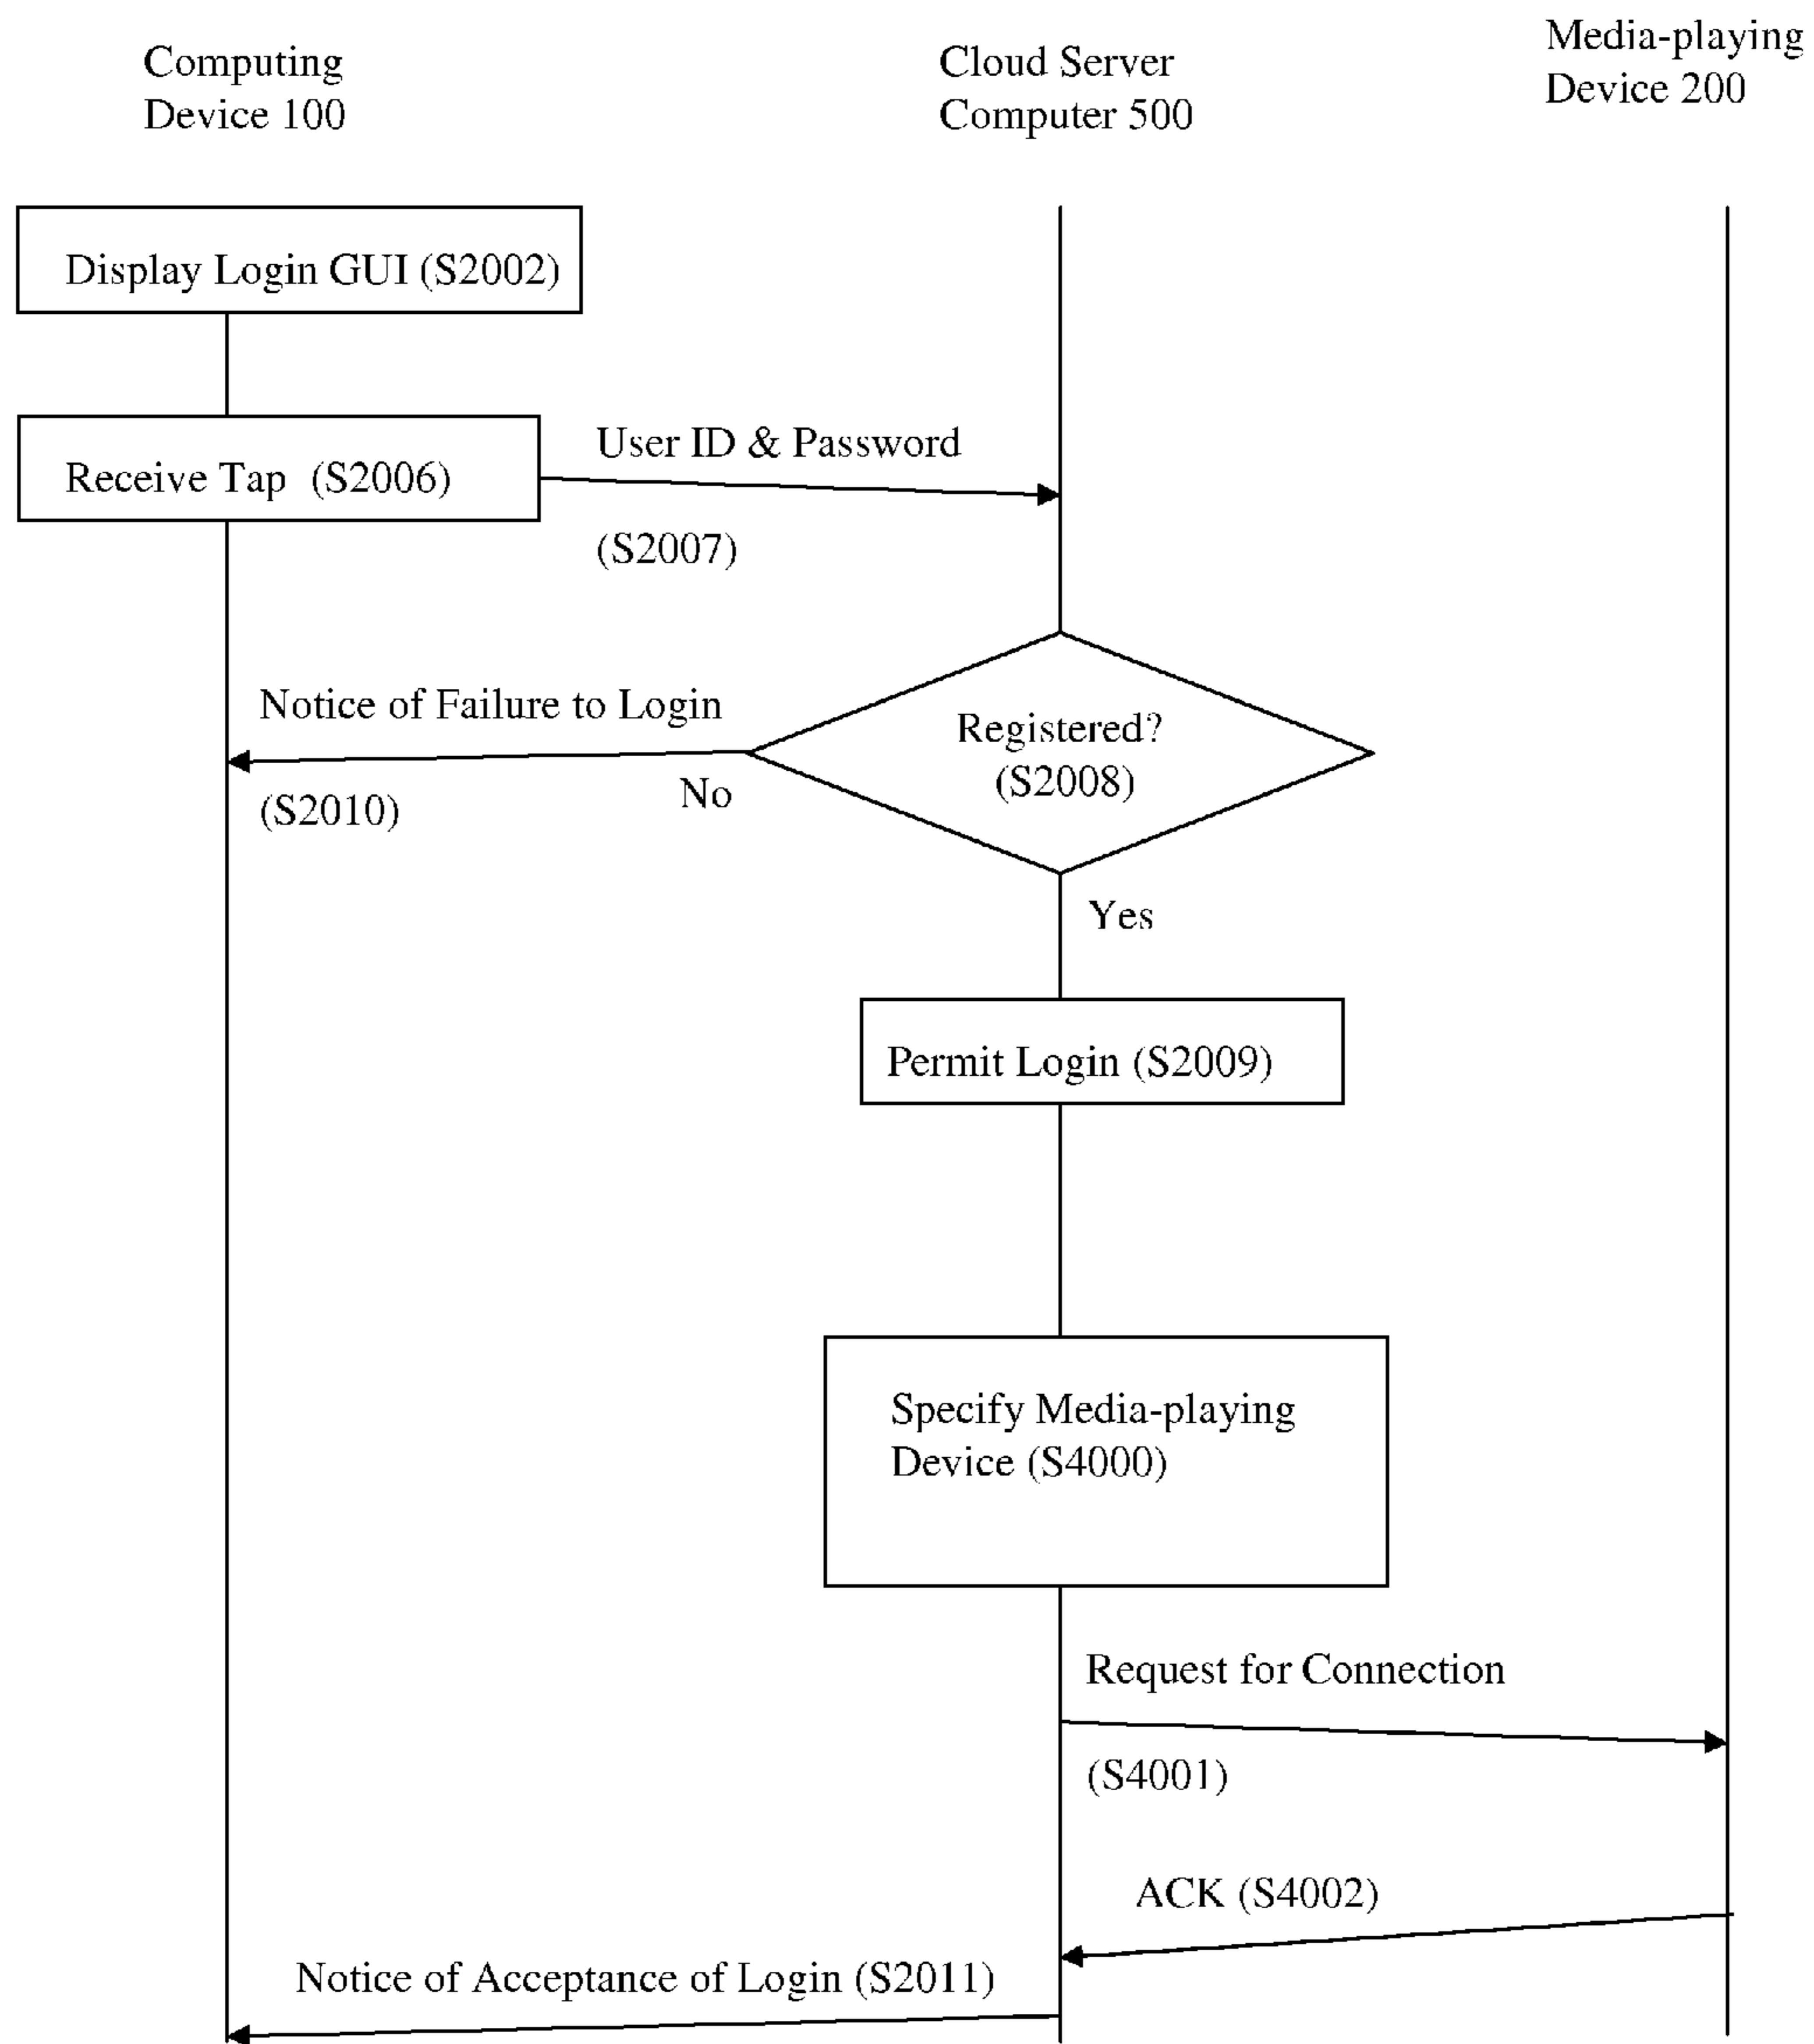 Computing
Device 100
Cloud Server
Computer 500
Media-playing
Device 200
Display Login GUI (S2002)
Receive Tap (S2006)
User ID & Password
(S2007)
Notice of Failure to Login
(S2010)
No
Registered?
(S2008)
Yes
Permit Login (S2009)
Specify Media-playing
Device (S4000)
Request for Connection
(S4001)
ACK (S4002)
Notice of Acceptance of Login (S2011)